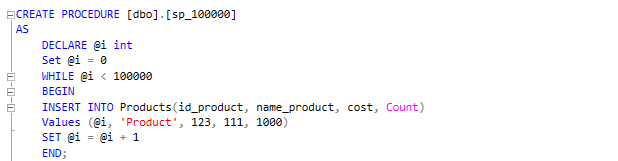 CREATE PROCEDURE [dbo].[sp_100000]
AS
DECLARE @i int
Set @i = 0
WHILE @i < 100000
BEGIN
INSERT INTO Products(id_product, name_product, cost, Count)
Values (@i, 'Product', 123, 111, 1000)
SET @i = @i + 1
END;